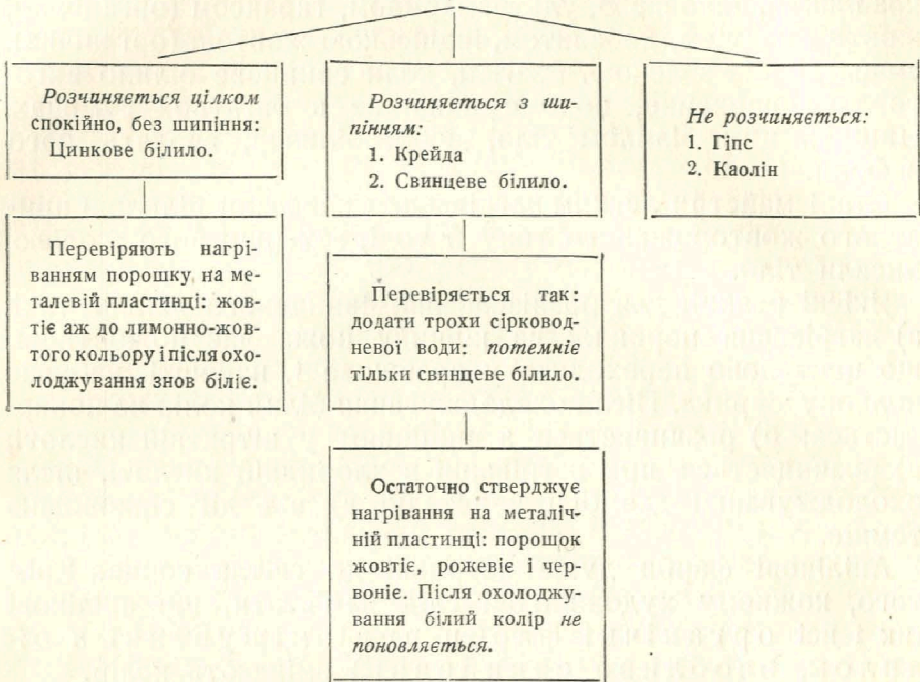 Розчиняється цілком
спокійно, без шипіння:
Цинкове білило.
Перевіряють нагрі-
ванням порошку, на ме-
талевій пластинці: жов-
тіє аж до лимонно-жов-
того кольору і після охо-
лоджування знов біліє.
Розчиняється з ши-
пінням:
1. Крейда
2. Свинцеве білило.
Перевіряється так:
додати трохи сірковод-
невої води: потемніє
тільки свинцеве білило.
Остаточно стверджує
нагрівання на металіч-
ній пластинці: порошок
жовтіє, рожевіє і чер-
воніє. Після охолоджу-
вання білий колір не
поновляється.
Не розчиняється:
1. Гіпс
2. Каолін